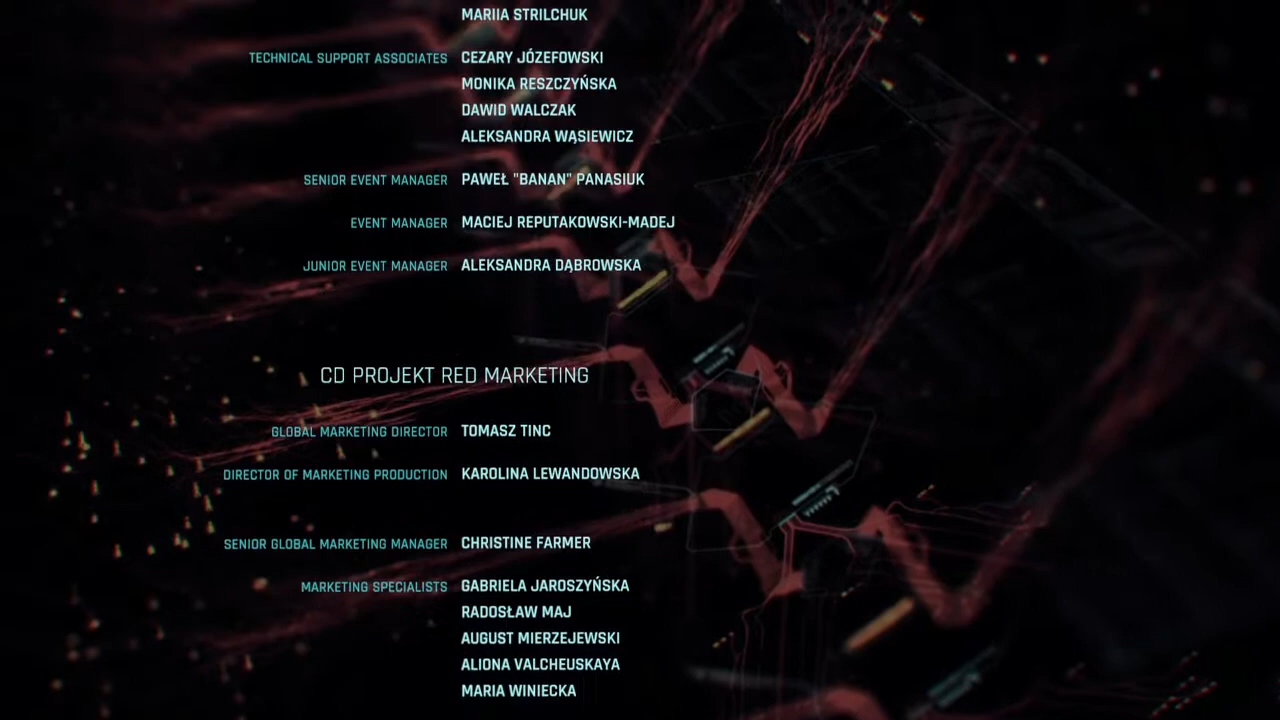 MARIIA STRILCHUK
TECHNICAL SUPPORT ASSOCIATES CEZARY JÓZEFOWSKI
MONIKA RESZCZYŃSKA
DAWID WALCZAK
ALEKSANDRA WĄSIEWICZ
SENIOR EVENT MANAGER PAWEŁ "BANAN" PANASIUK
EVENT MANAGER MACIEJ REPUTAKOWSKI-MADEJ
JUNIOR EVENT MANAGER ALEKSANDRA DĄBROWSKA
CD PROJEKT RED MARKETING
GLOBAL MARKETING DIRECTOR TOMASZ TINC
DIRECTOR OF MARKETING PRODUCTION KAROLINA LEWANDOWSKA
SENIOR GLOBAL MARKETING MANAGER CHRISTINE FARMER
MARKETING SPECIALISTS GABRIELA JAROSZYŃSKA
RADOSŁAW MAJ
AUGUST MIERZEJEWSKI
ALIONA VALCHEUSKAYA
MARIA WINIECKA